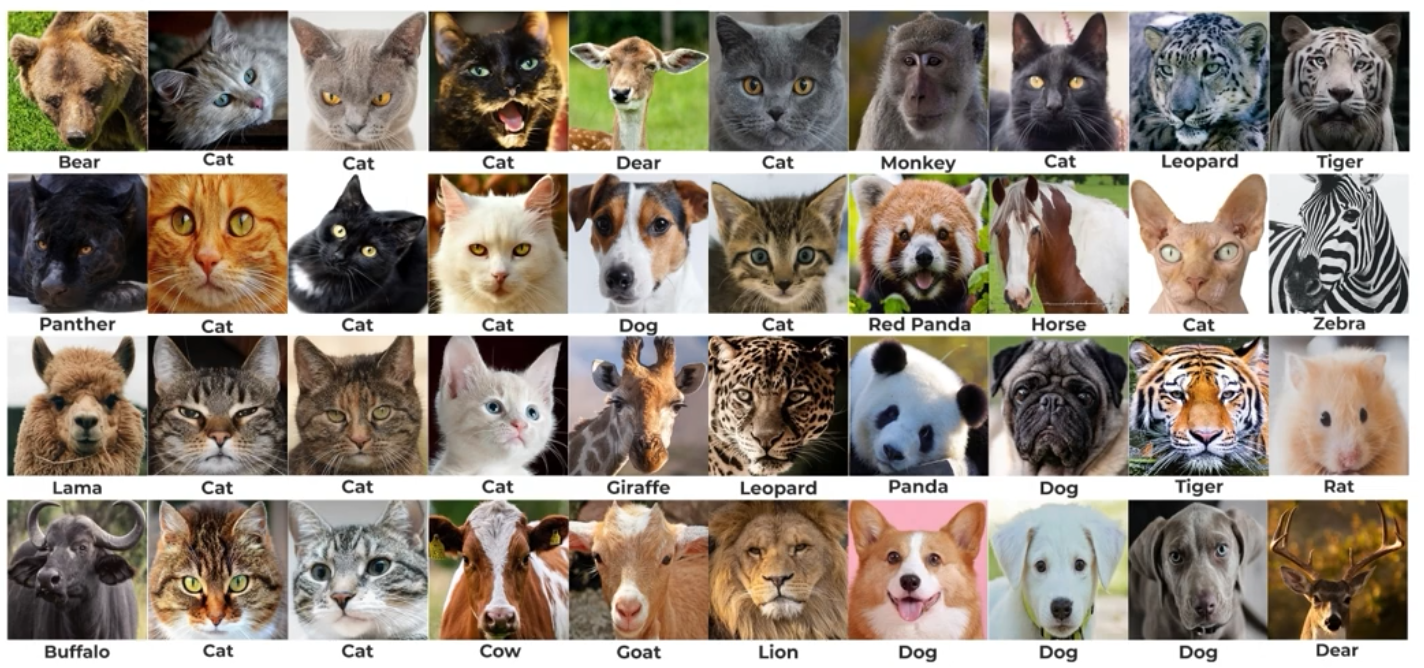 Bear Cat Cat Cat Dear Cat Monkey Cat Leopard Tiger
Panther Cat Cat Cat Dog Cat Red Panda Horse Cat Zebra
Lama Cat Cat Cat Giraffe Leopard Panda Dog Tiger Rat
Buffalo Cat Cat Cow Goat Lion Dog Dog Dog Dear